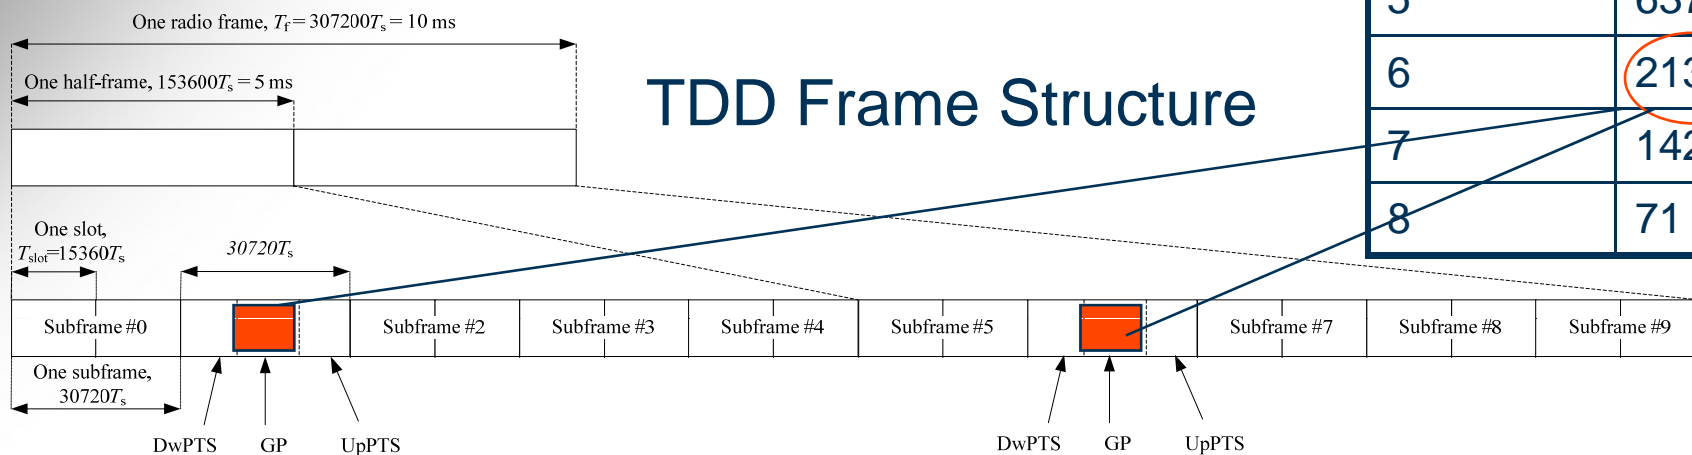 One radio frame, Tf = 307200Ts = 10 ms
One half-frame, 153600Ts = 5 ms
TDD Frame Structure
6
7
8 71
One slot,
Tslot=15360Ts
30720Ts
Subframe #0 Subframe #2 Subframe #3 Subframe #4 Subframe #5 Subframe #7 Subframe #8 Subframe #9
One subframe,
30720Ts
DwPTS GP UpPTS DwPTS GP UpPTS